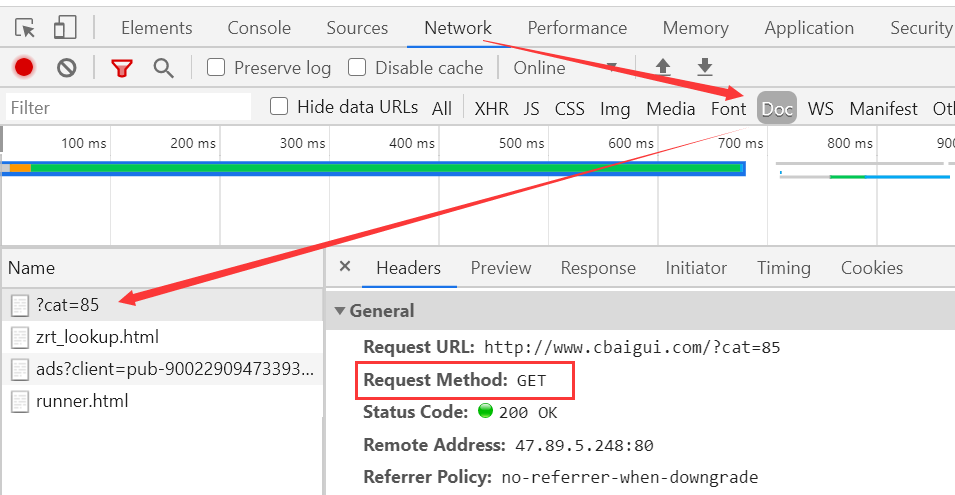 Elements Console Sources Network Performance Memory Application Security
Preserve log Disable cache Online
Filter Hide data URLs All XHR JS CSS Img Media Font Doc WS Manifest
100 ms 200 ms 300 ms 400 ms 500 ms 600 ms 700 ms 800 ms
Name
?cat=85
zrt_lookup.html
ads?client=pub-90022909473393...
runner.html
× Headers Preview Response Initiator Timing Cookies
General
Request URL: http://www.cbaigui.com/?cat=85
Request Method: GET
Status Code: 200 OK
Remote Address: 47.89.5.248:80
Referrer Policy: no-referrer-when-downgrade